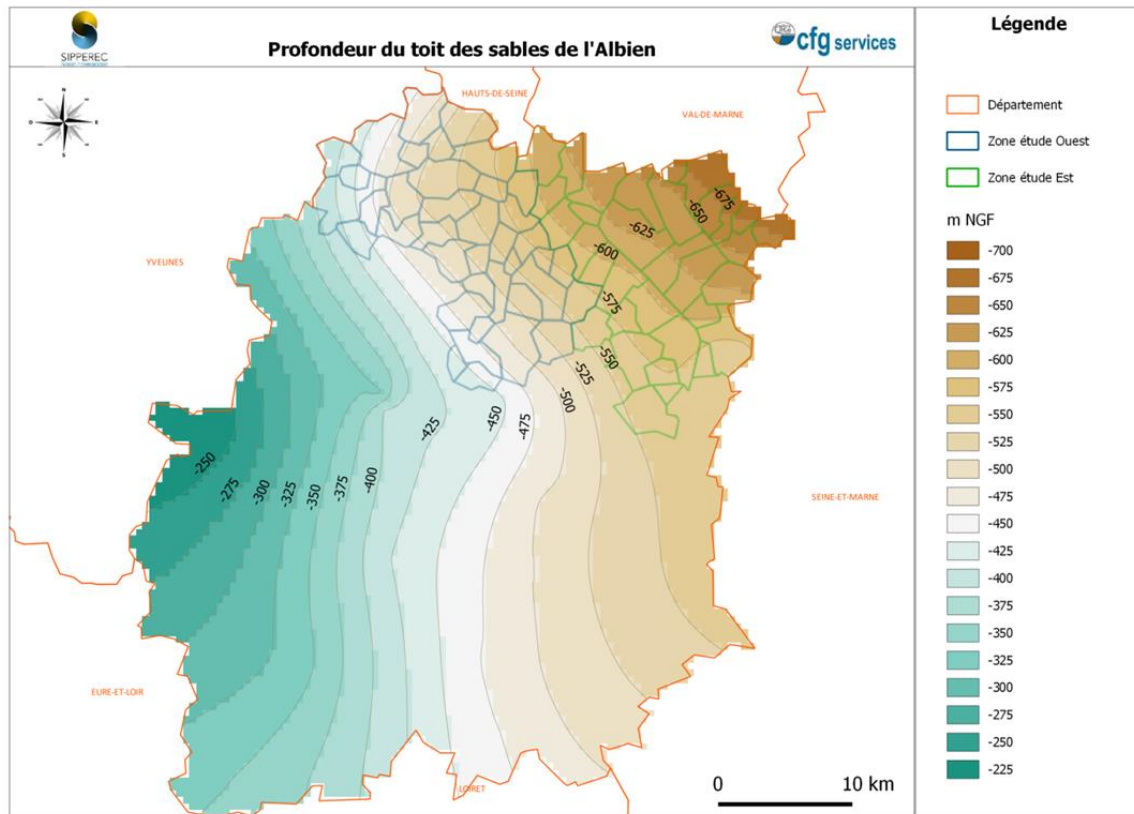 SIPPEREC
Profondeur du toit des sables de l'Albien
cfg services
N
O
E
S
HAUTS-DE-SEINE
VAL-DE-MARNE
YVELINES
SEINE-ET-MARNE
EURE-ET-LOIR
LOIRET
-675
-650
-625
-600
-575
-550
-525
-500
-475
-450
-425
-400
-375
-350
-325
-300
-275
-250
0 10 km
Légende
Département
Zone étude Ouest
Zone étude Est
m NGF
-700
-675
-650
-625
-600
-575
-550
-525
-500
-475
-450
-425
-400
-375
-350
-325
-300
-275
-250
-225